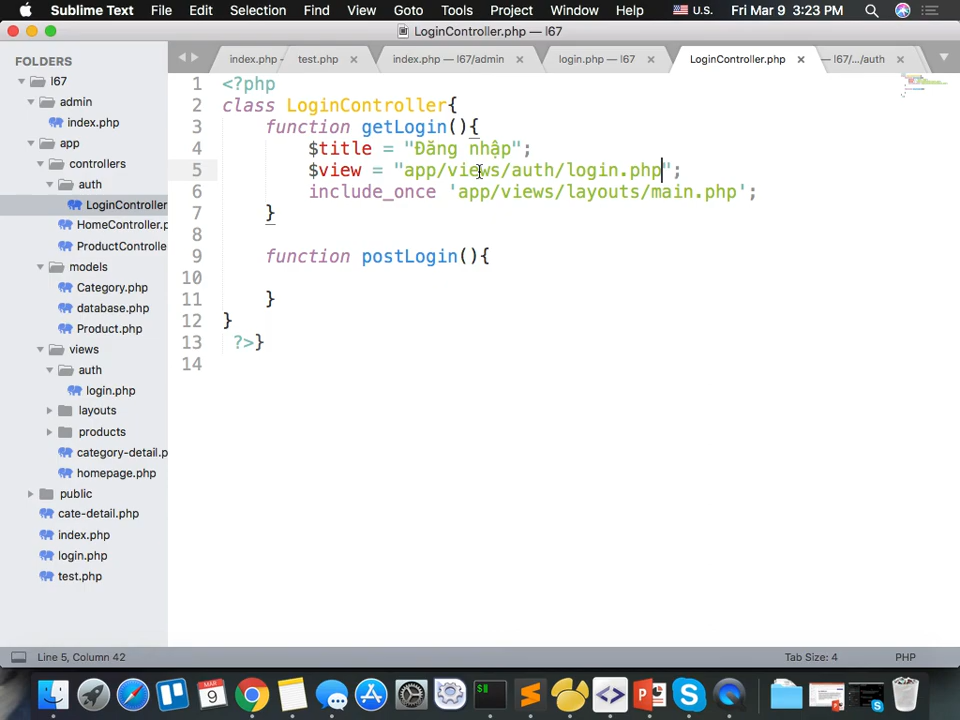 Sublime Text File Edit Selection Find View Goto Tools Project Window Help U.S. Fri Mar 9 3:23 PM
LoginController.php — l67
FOLDERS
l67
admin
index.php
app
controllers
auth
LoginController
HomeController.p
ProductControlle
models
Category.php
database.php
Product.php
views
auth
login.php
layouts
products
category-detail.p
homepage.php
public
cate-detail.php
index.php
login.php
test.php
index.php - test.php × index.php — l67/admin × login.php — l67 × LoginController.php × — l67/.../auth ×
1 <?php
2 class LoginController{
3 function getLogin(){
4 $title = "Đăng nhập";
5 $view = "app/views/auth/login.php";
6 include_once 'app/views/layouts/main.php';
7 }
8
9 function postLogin(){
10
11 }
12 }
13 ?>}
14
Line 5, Column 42 Tab Size: 4 PHP
9